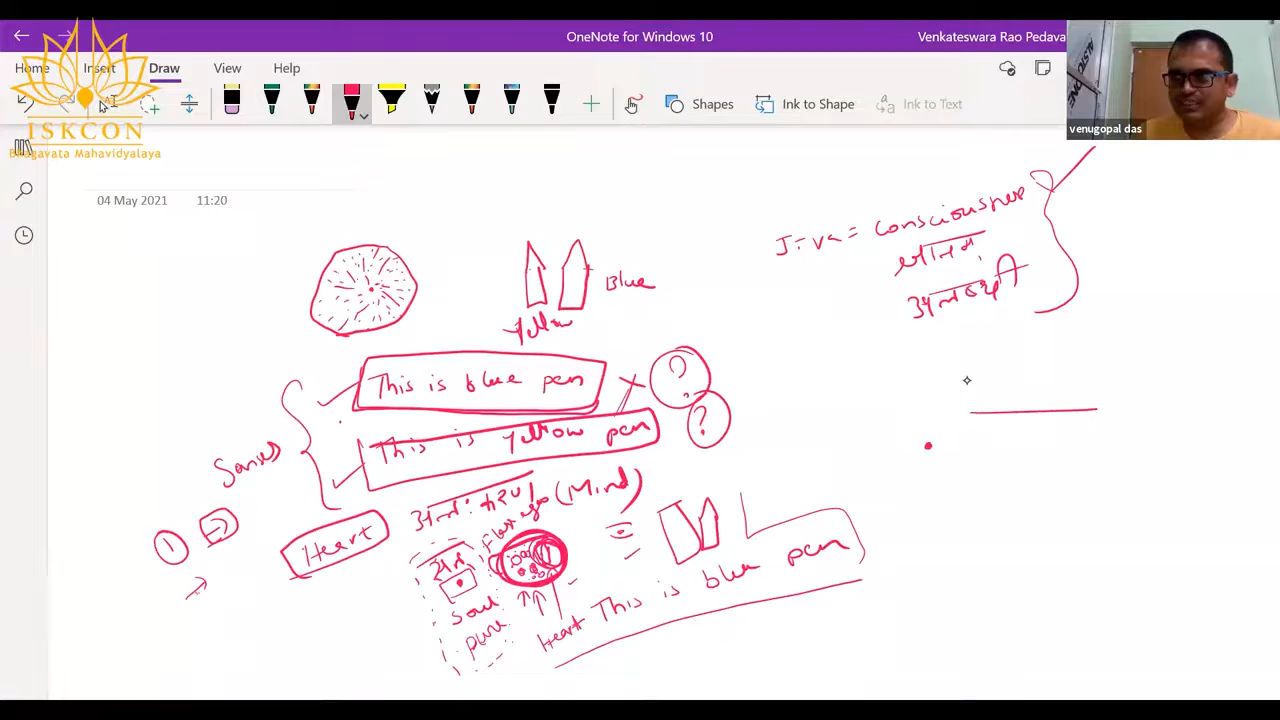 OneNote for Windows 10
Venkateswara Rao Pedava
Home Insert Draw View Help
Shapes
Ink to Shape
Ink to Text
ISKCON
Bhagavata Mahavidyalaya
venugopal das
04 May 2021 11:20
Jiva = consciousness
Blue
Yellow
This is blue pen
?
This is yellow pen
?
Senses
(Mind)
1
Heart
soul
pure
Heart This is blue pen